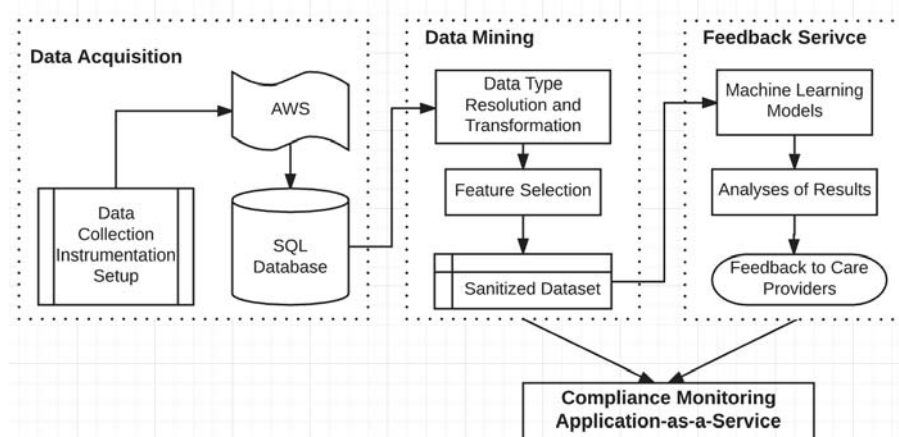 Data Acquisition
AWS
Data
Collection
Instrumentation
Setup
SQL
Database
Data Mining
Data Type
Resolution and
Transformation
Feature Selection
Sanitized Dataset
Feedback Serivce
Machine Learning
Models
Analyses of Results
Feedback to Care
Providers
Compliance Monitoring
Application-as-a-Service